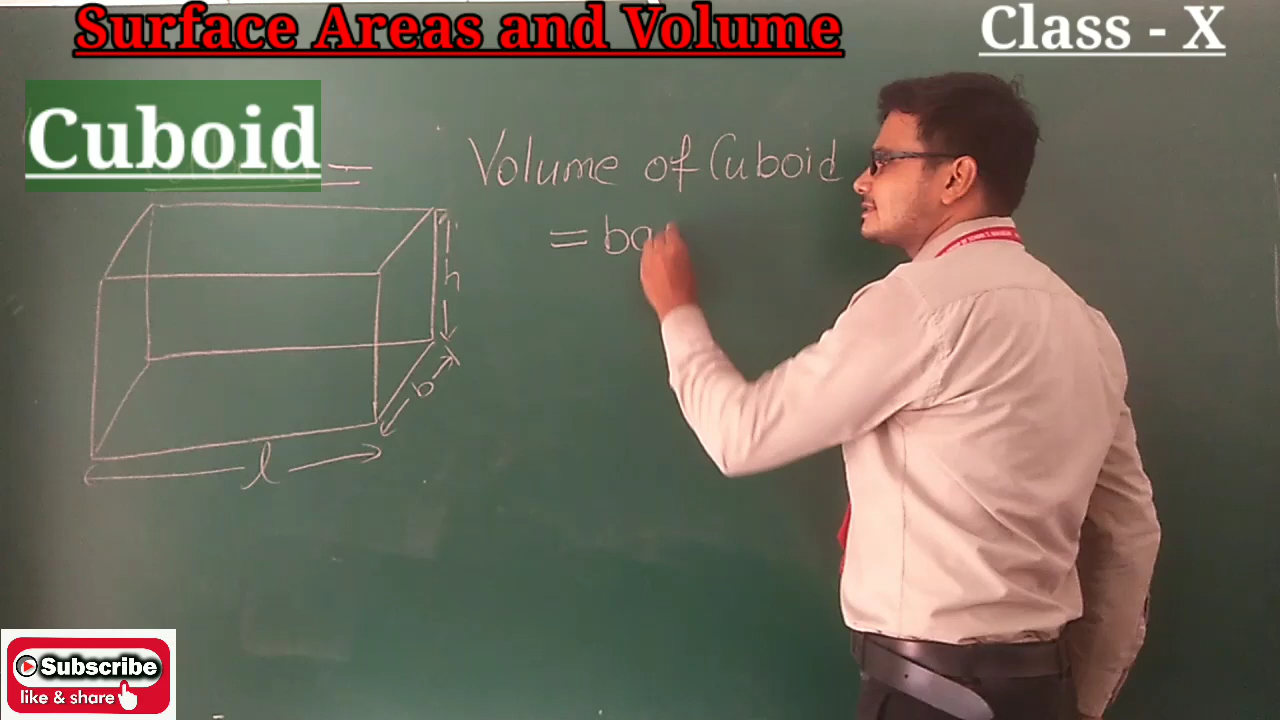 Surface Areas and Volume
Class - X
Cuboid
=
Volume of Cuboid
= ba
h
b
l
Subscribe
like & share